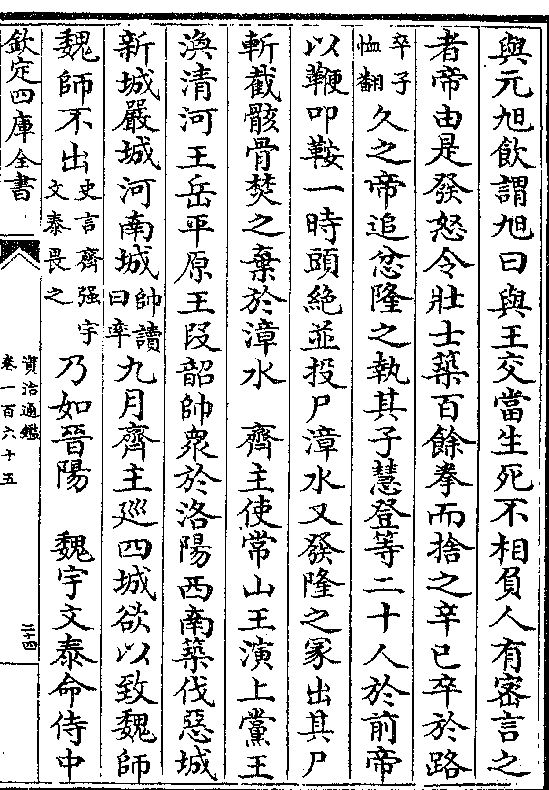 與元旭飲謂旭曰與王交當生死不相負人有密言之
者帝由是發怒令壯士築百餘拳而捨之辛已卒於路
卒子
恤翻
久之帝追忿隆之執其子慧登等二十人於前帝
以鞭叩鞍一時頭絶並投尸漳水又發隆之冢出其尸
斬截骸骨焚之棄於漳水　齊主使常山王演上黨王
渙清河王岳平原王段韶帥衆於洛陽西南築伐惡城
新城嚴城河南城
帥讀
曰率
九月齊主廵四城欲以致魏師
魏師不出
史言齊强宇
文泰畏之
乃如晉陽　魏宇文泰命侍中
欽定四庫全書
資治通鑑
卷一百六十五
二十四